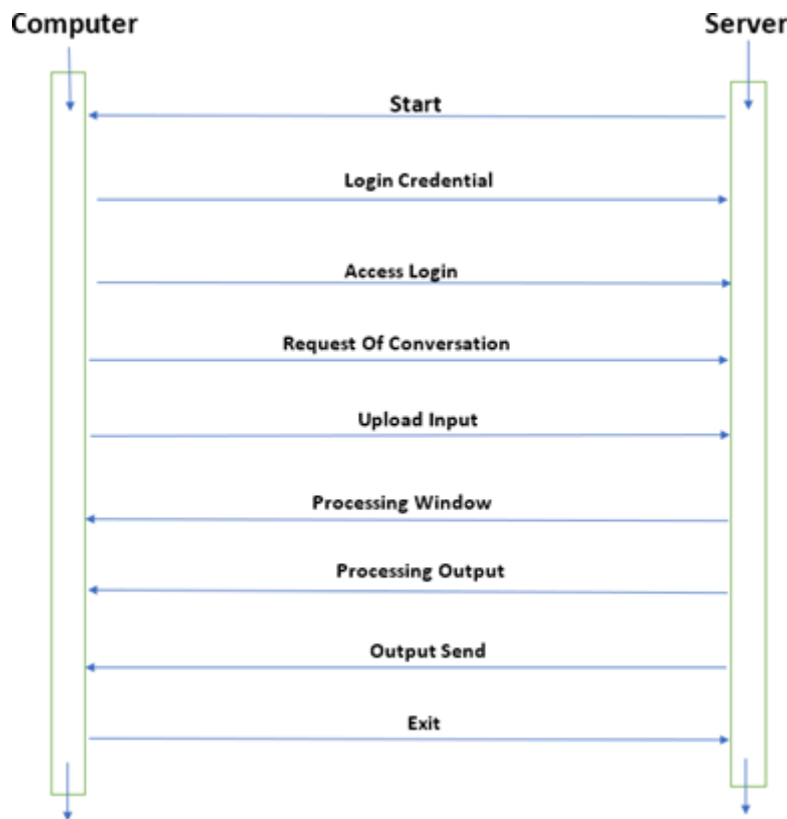 Computer
Server
Start
Login Credential
Access Login
Request Of Conversation
Upload Input
Processing Window
Processing Output
Output Send
Exit